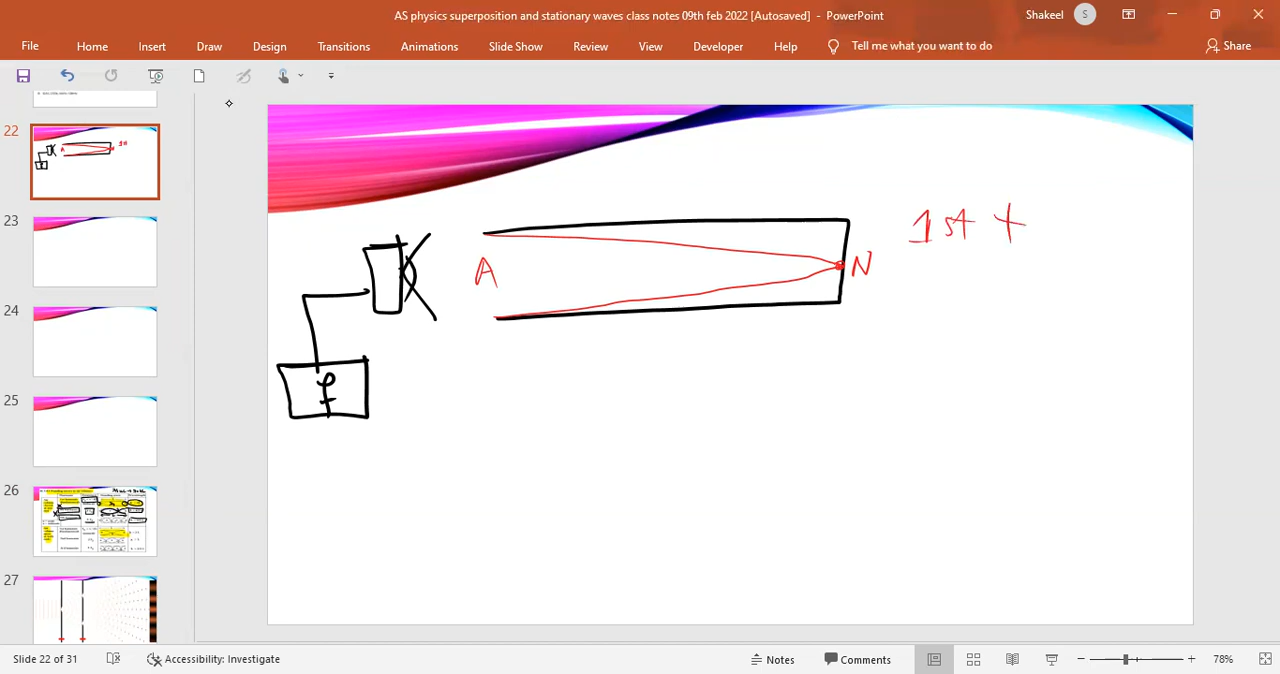 AS physics superposition and stationary waves class notes 09th feb 2022 [Autosaved] - PowerPoint
Shakeel
S
File Home Insert Draw Design Transitions Animations Slide Show Review View Developer Help Tell me what you want to do Share
22
23
24
25
26
27
1st +
A
N
f
Slide 22 of 31
Accessibility: Investigate
Notes
Comments
78%